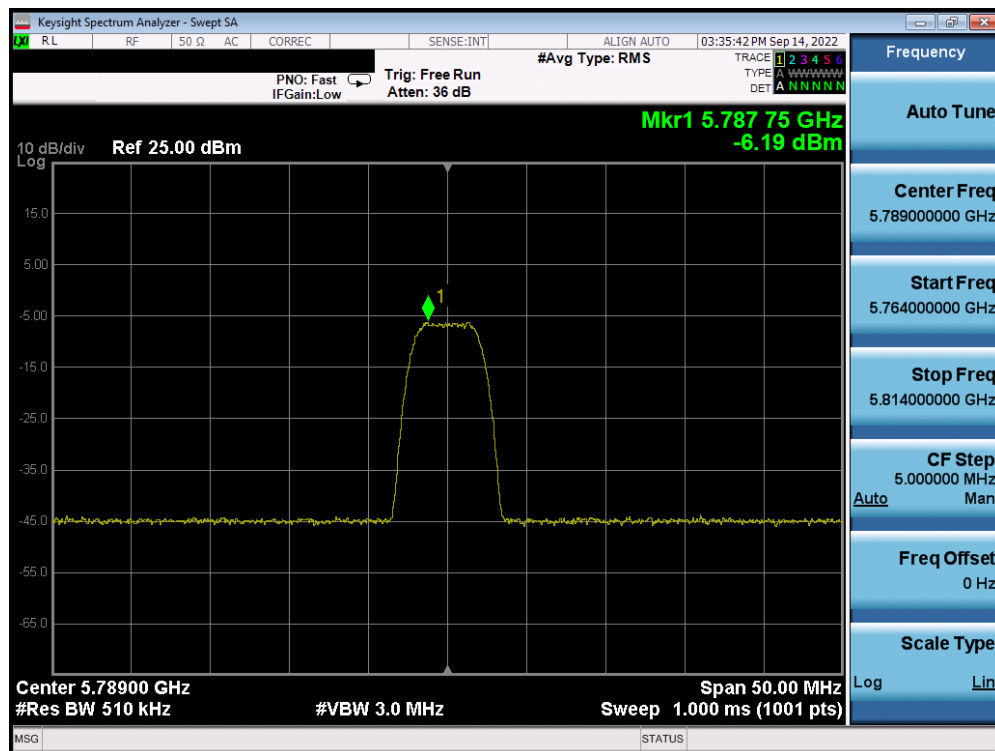 Keysight Spectrum Analyzer - Swept SA
LXI RL RF 50 Ω AC CORREC SENSE:INT ALIGN AUTO 03:35:42 PM Sep 14, 2022
#Avg Type: RMS
TRACE 1 2 3 4 5 6
PNO: Fast Trig: Free Run
TYPE A WWWWW
IFGain:Low Atten: 36 dB
DET A N N N N N
Mkr1 5.787 75 GHz
-6.19 dBm
10 dB/div Ref 25.00 dBm
Log
15.0
5.00
1
-5.00
-15.0
-25.0
-35.0
-45.0
-55.0
-65.0
Center 5.78900 GHz Span 50.00 MHz
#Res BW 510 kHz #VBW 3.0 MHz Sweep 1.000 ms (1001 pts)
MSG STATUS
Frequency
Auto Tune
Center Freq
5.789000000 GHz
Start Freq
5.764000000 GHz
Stop Freq
5.814000000 GHz
CF Step
5.000000 MHz
Auto Man
Freq Offset
0 Hz
Scale Type
Log Lin